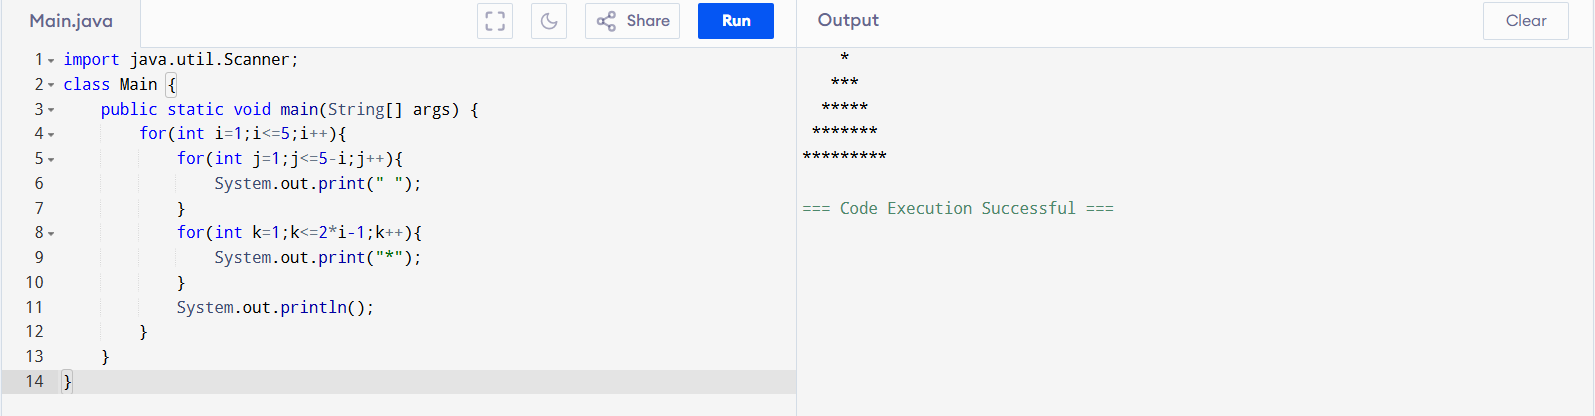 Main.java
Share
Run
Output
Clear
1 import java.util.Scanner;
2 class Main {
3     public static void main(String[] args) {
4         for(int i=1;i<=5;i++){
5             for(int j=1;j<=5-i;j++){
6                 System.out.print(" ");
7             }
8             for(int k=1;k<=2*i-1;k++){
9                 System.out.print("*");
10             }
11             System.out.println();
12         }
13     }
14 }
    *
   ***
  *****
 *******
*********
=== Code Execution Successful ===